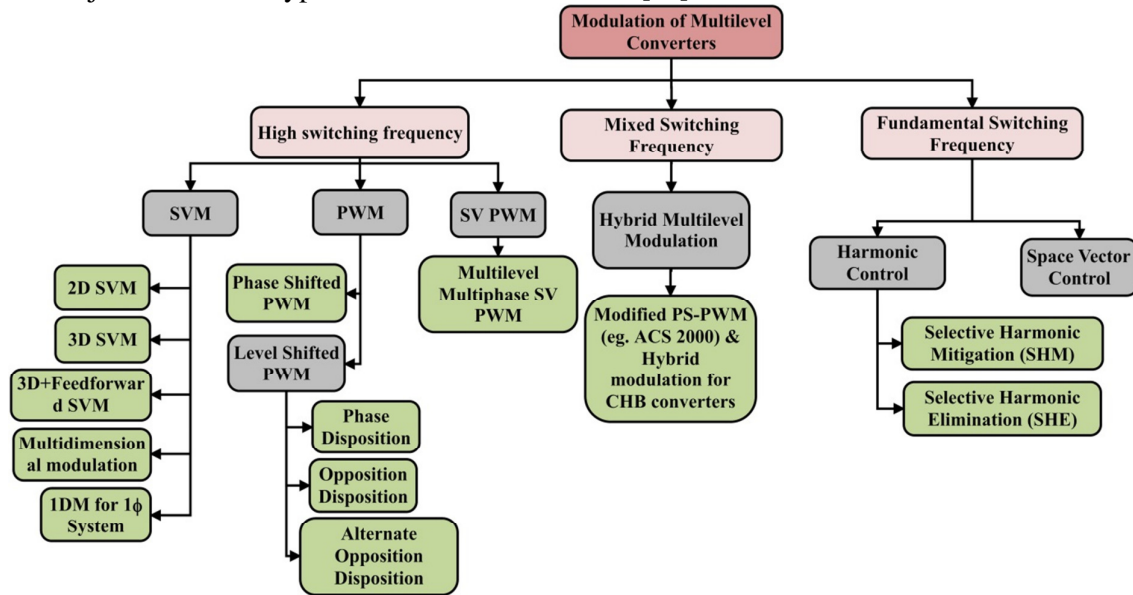 Modulation of Multilevel
Converters
High switching frequency
Mixed Switching
Frequency
Fundamental Switching
Frequency
SVM
PWM
SV PWM
Hybrid Multilevel
Modulation
Harmonic
Control
Space Vector
Control
2D SVM
3D SVM
3D+Feedforwar
d SVM
Multidimension
al modulation
1DM for 1ϕ
System
Phase Shifted
PWM
Level Shifted
PWM
Phase
Disposition
Opposition
Disposition
Alternate
Opposition
Disposition
Multilevel
Multiphase SV
PWM
Modified PS-PWM
(eg. ACS 2000) &
Hybrid
modulation for
CHB converters
Selective Harmonic
Mitigation (SHM)
Selective Harmonic
Elimination (SHE)